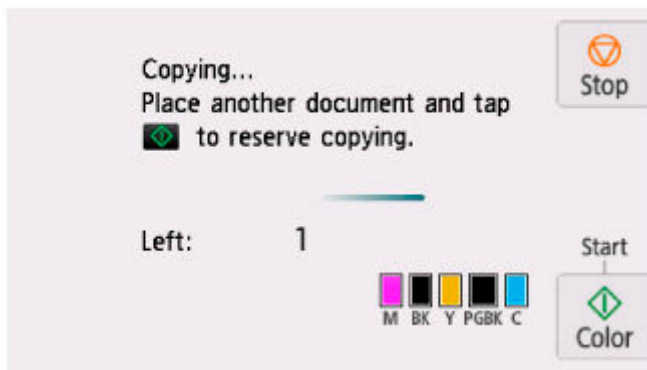 Copying...
Place another document and tap
to reserve copying.
Stop
Left: 1
Start
M BK Y PGBK C
Color